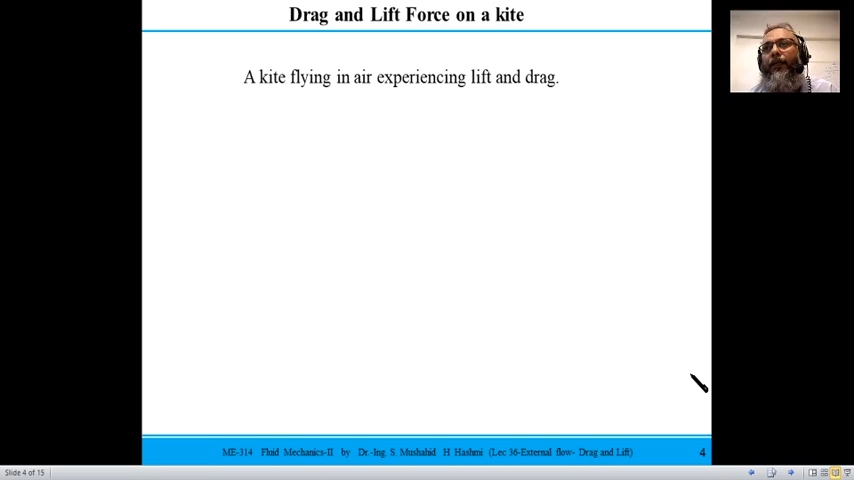 Drag and Lift Force on a kite
A kite flying in air experiencing lift and drag.
ME-314 Fluid Mechanics-II by Dr.-Ing. S. Mushahid H Hashmi (Lec 36-External flow- Drag and Lift) 4
Slide 4 of 15